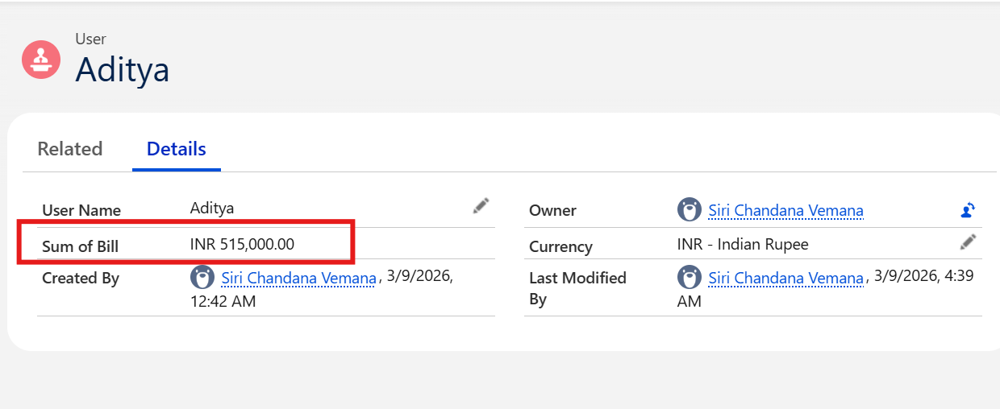 User
Aditya
Related Details
User Name Aditya
Owner Siri Chandana Vemana
Sum of Bill INR 515,000.00
Currency INR - Indian Rupee
Created By Siri Chandana Vemana, 3/9/2026,
12:42 AM
Last Modified Siri Chandana Vemana, 3/9/2026, 4:39
By AM